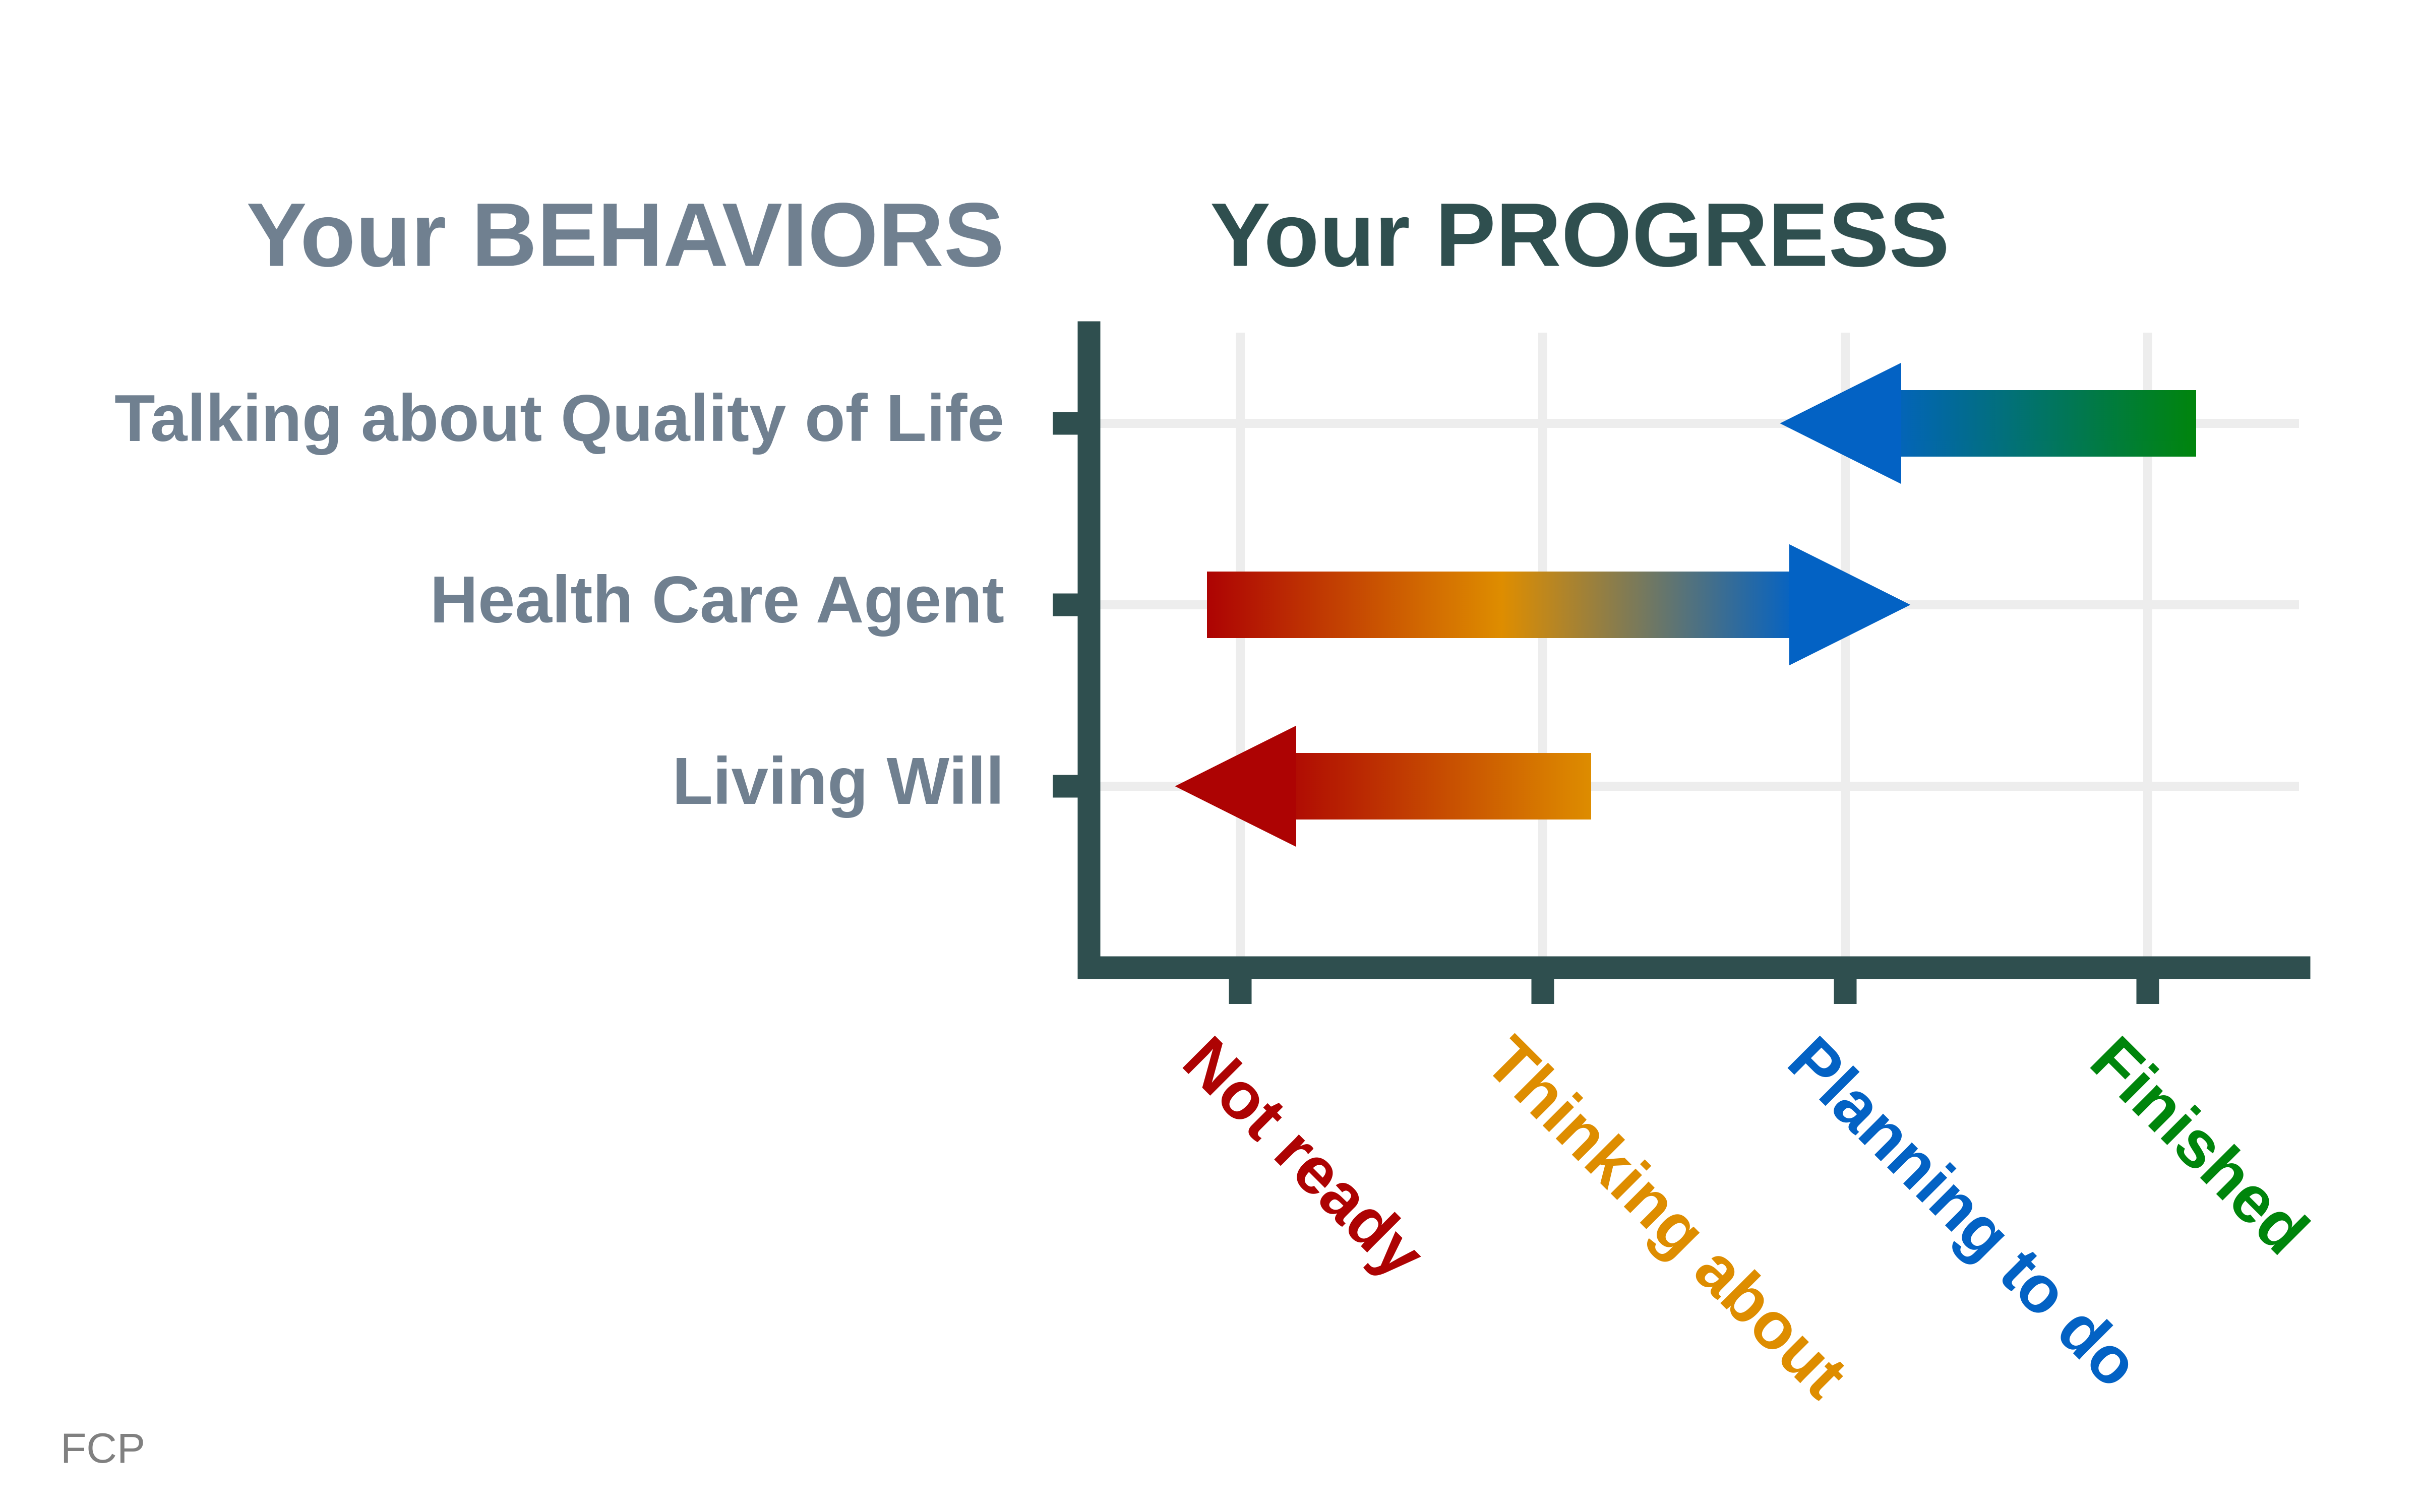 Your BEHAVIORS
Your PROGRESS
Talking about Quality of Life
Health Care Agent
Living Will
Not ready
Thinking about
Planning to do
Finished
FCP